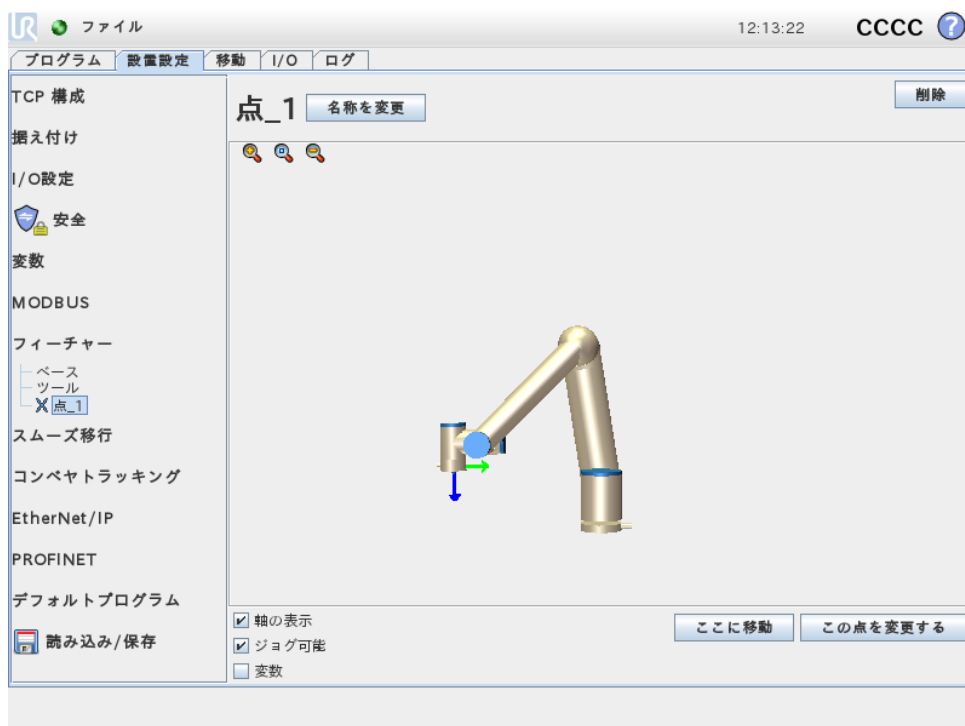 UR ファイル 12:13:22 CCCC ?
プログラム 設置設定 移動 I/O ログ
TCP 構成
据え付け
I/O設定
安全
変数
MODBUS
フィーチャー
ベース
ツール
点_1
スムーズ移行
コンベヤトラッキング
EtherNet/IP
PROFINET
デフォルトプログラム
読み込み/保存
点_1 名称を変更 削除
軸の表示
ジョグ可能
変数
ここに移動 この点を変更する